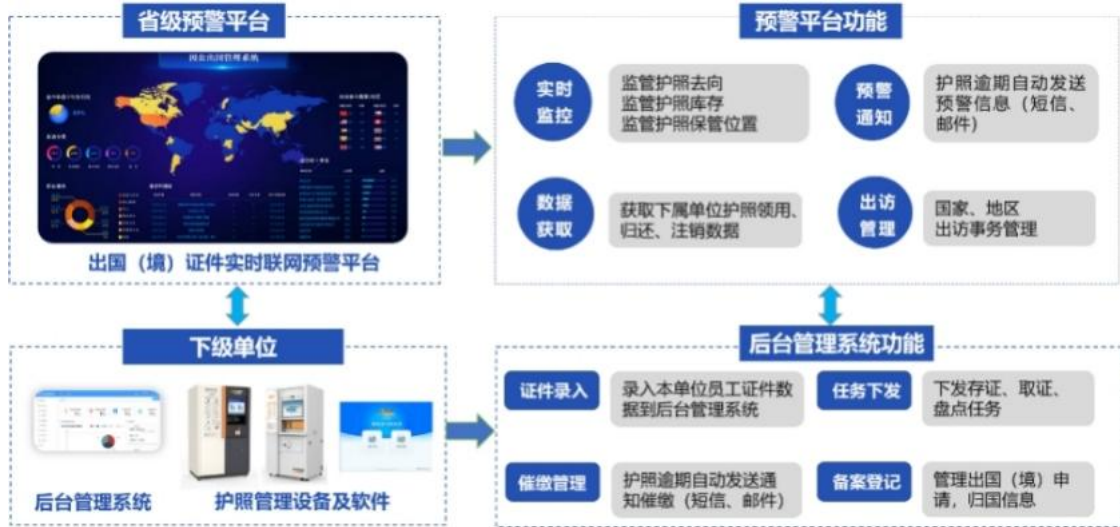 省级预警平台
因公出国管理系统
出国（境）证件实时联网预警平台
预警平台功能
实时
监控
监管护照去向
监管护照库存
监管护照保管位置
预警
通知
护照逾期自动发送
预警信息（短信、
邮件）
数据
获取
获取下属单位护照领用、
归还、注销数据
出访
管理
国家、地区
出访事务管理
下级单位
后台管理系统
护照管理设备及软件
后台管理系统功能
证件录入
录入本单位员工证件数
据到后台管理系统
任务下发
下发存证、取证、
盘点任务
催缴管理
护照逾期自动发送通
知催缴（短信、邮件）
备案登记
管理出国（境）申
请，归国信息